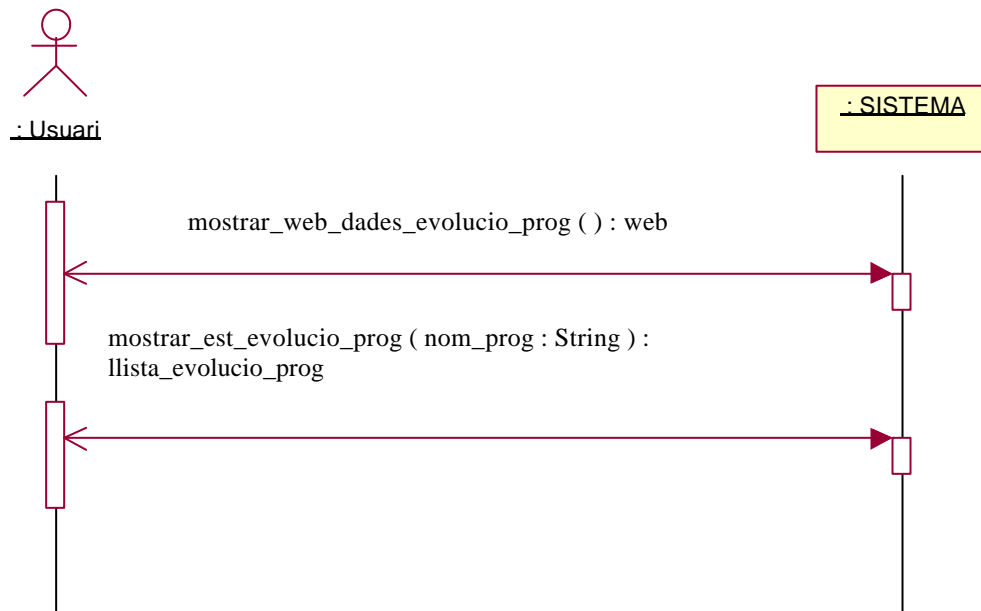 : Usuari
: SISTEMA
mostrar_web_dades_evolucio_prog ( ) : web
mostrar_est_evolucio_prog ( nom_prog : String ) :
llista_evolucio_prog